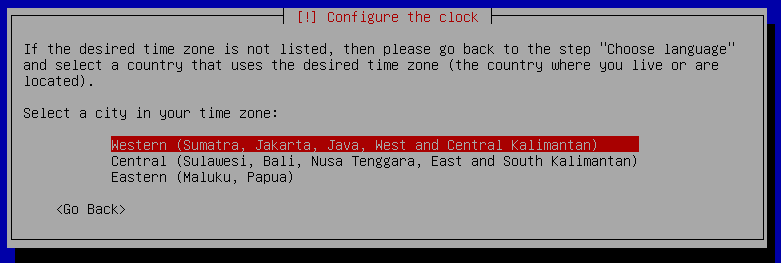 [!] Configure the clock
If the desired time zone is not listed, then please go back to the step "Choose language"
and select a country that uses the desired time zone (the country where you live or are
located).
Select a city in your time zone:
Western (Sumatra, Jakarta, Java, West and Central Kalimantan)
Central (Sulawesi, Bali, Nusa Tenggara, East and South Kalimantan)
Eastern (Maluku, Papua)
<Go Back>